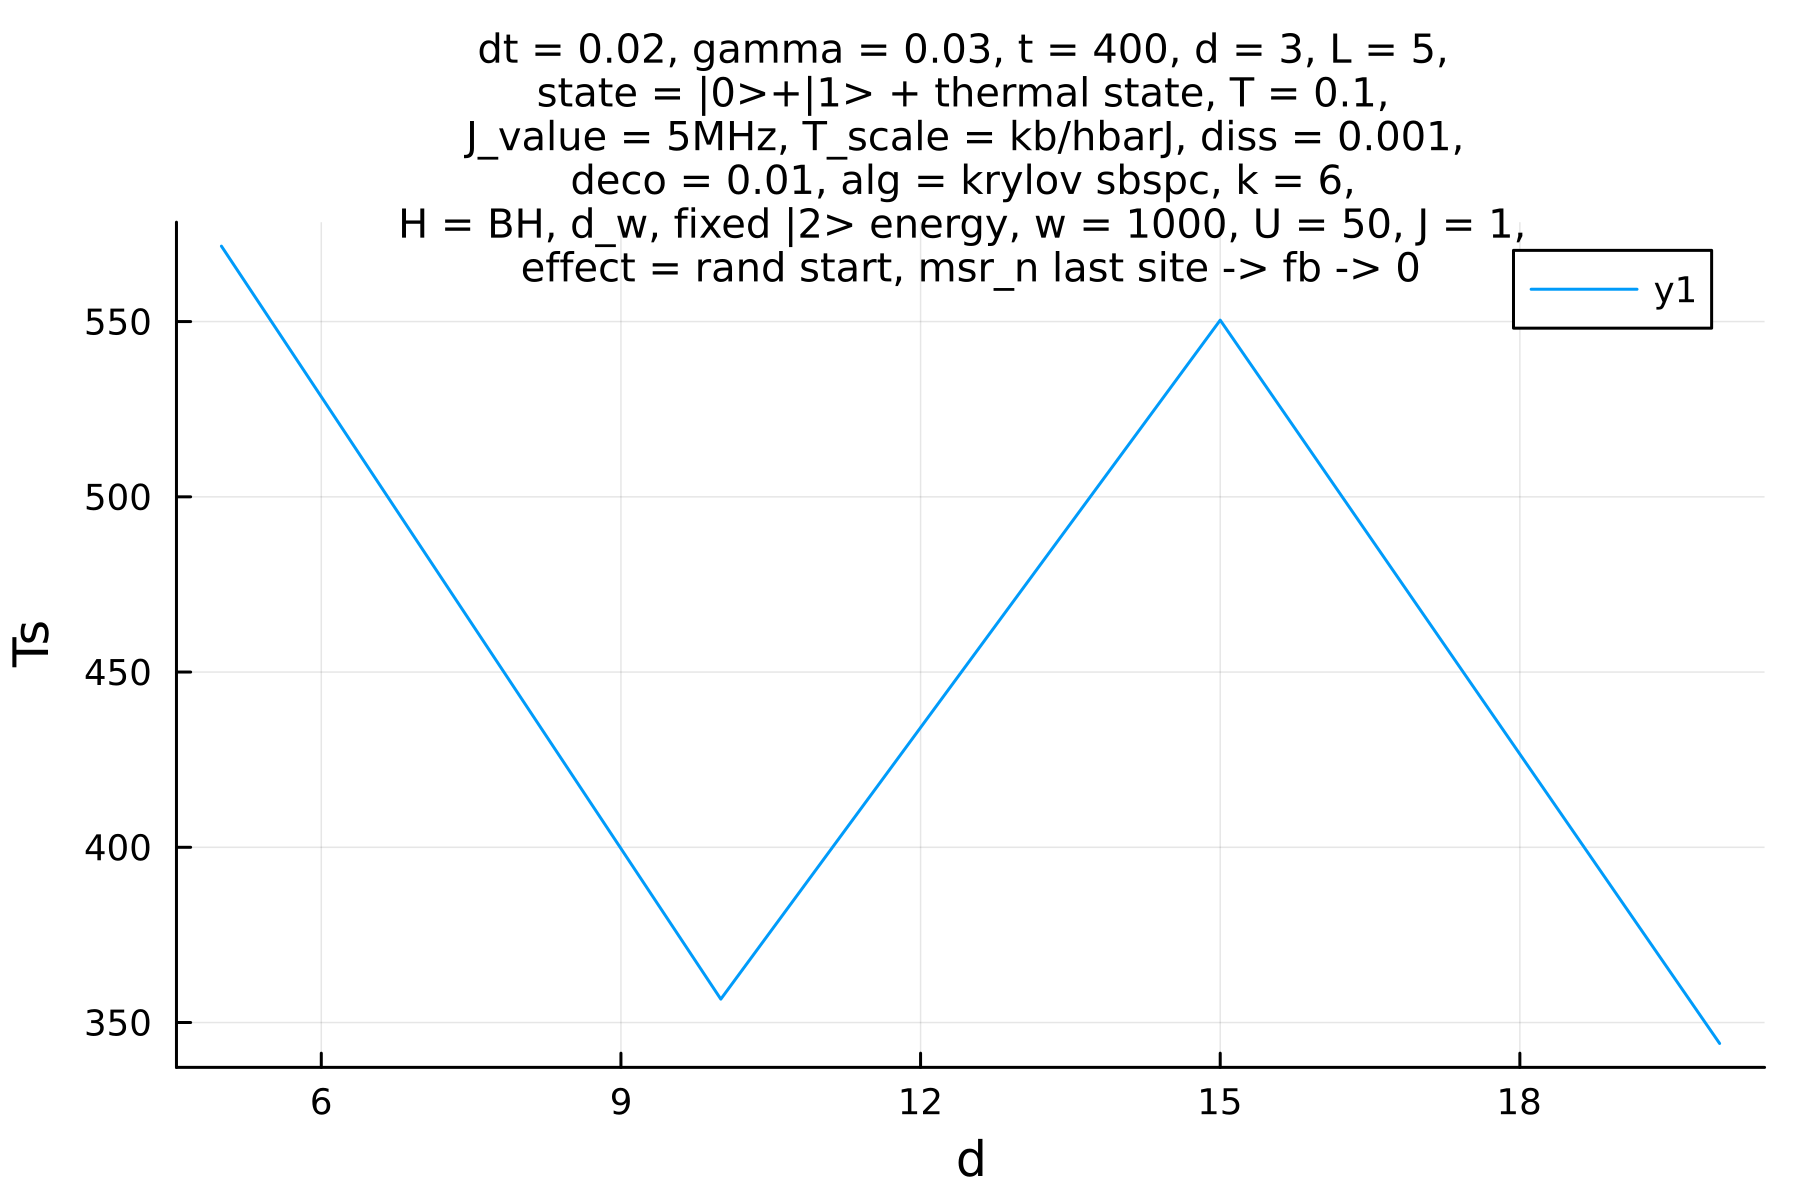 dt = 0.02, gamma = 0.03, t = 400, d = 3, L = 5,
state = |0>+|1> + thermal state, T = 0.1,
J_value = 5MHz, T_scale = kb/hbarJ, diss = 0.001,
deco = 0.01, alg = krylov sbspc, k = 6,
H = BH, d_w, fixed |2> energy, w = 1000, U = 50, J = 1,
effect = rand start, msr_n last site -> fb -> 0
y1
550
500
450
400
350
Ts
6 9 12 15 18
d